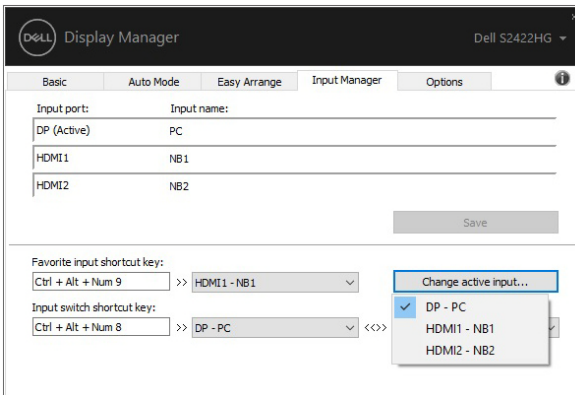 DELL Display Manager Dell S2422HG
Basic Auto Mode Easy Arrange Input Manager Options
Input port: Input name:
DP (Active) PC
HDMI1 NB1
HDMI2 NB2
Save
Favorite input shortcut key:
Ctrl + Alt + Num 9 >> HDMI1 - NB1 Change active input...
Input switch shortcut key:
Ctrl + Alt + Num 8 >> DP - PC <<>>
DP - PC
HDMI1 - NB1
HDMI2 - NB2